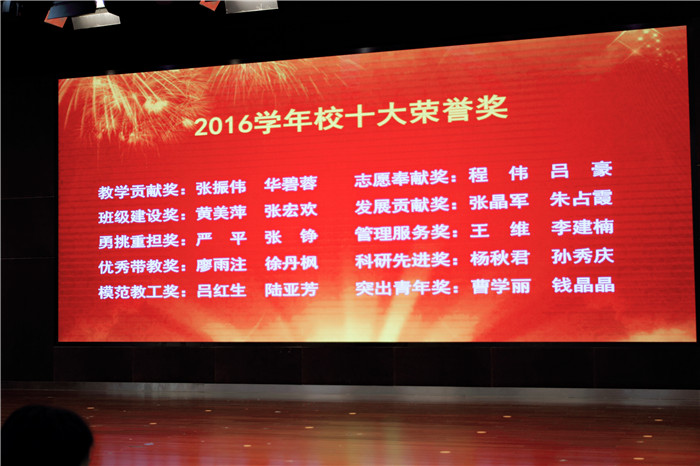 2016学年校十大荣誉奖
教学贡献奖：张振伟 华碧蓉
班级建设奖：黄美萍 张宏欢
勇挑重担奖：严 平 张 铮
优秀带教奖：廖雨注 徐丹枫
模范教工奖：吕红生 陆亚芳
志愿奉献奖：程 伟 吕 豪
发展贡献奖：张晶军 朱占霞
管理服务奖：王 维 李建楠
科研先进奖：杨秋君 孙秀庆
突出青年奖：曹学丽 钱晶晶